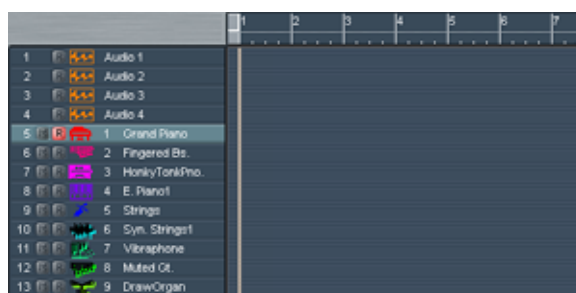 1 2 3 4 5 6 7
1 R Audio 1
2 R Audio 2
3 R Audio 3
4 R Audio 4
5 M R 1 Grand Piano
6 M R 2 Fingered Bs.
7 M R 3 HonkyTonkPno.
8 M R 4 E. Piano1
9 M R 5 Strings
10 M R 6 Syn. Strings1
11 M R 7 Vibraphone
12 M R 8 Muted Gt.
13 M R 9 DrawOrgan